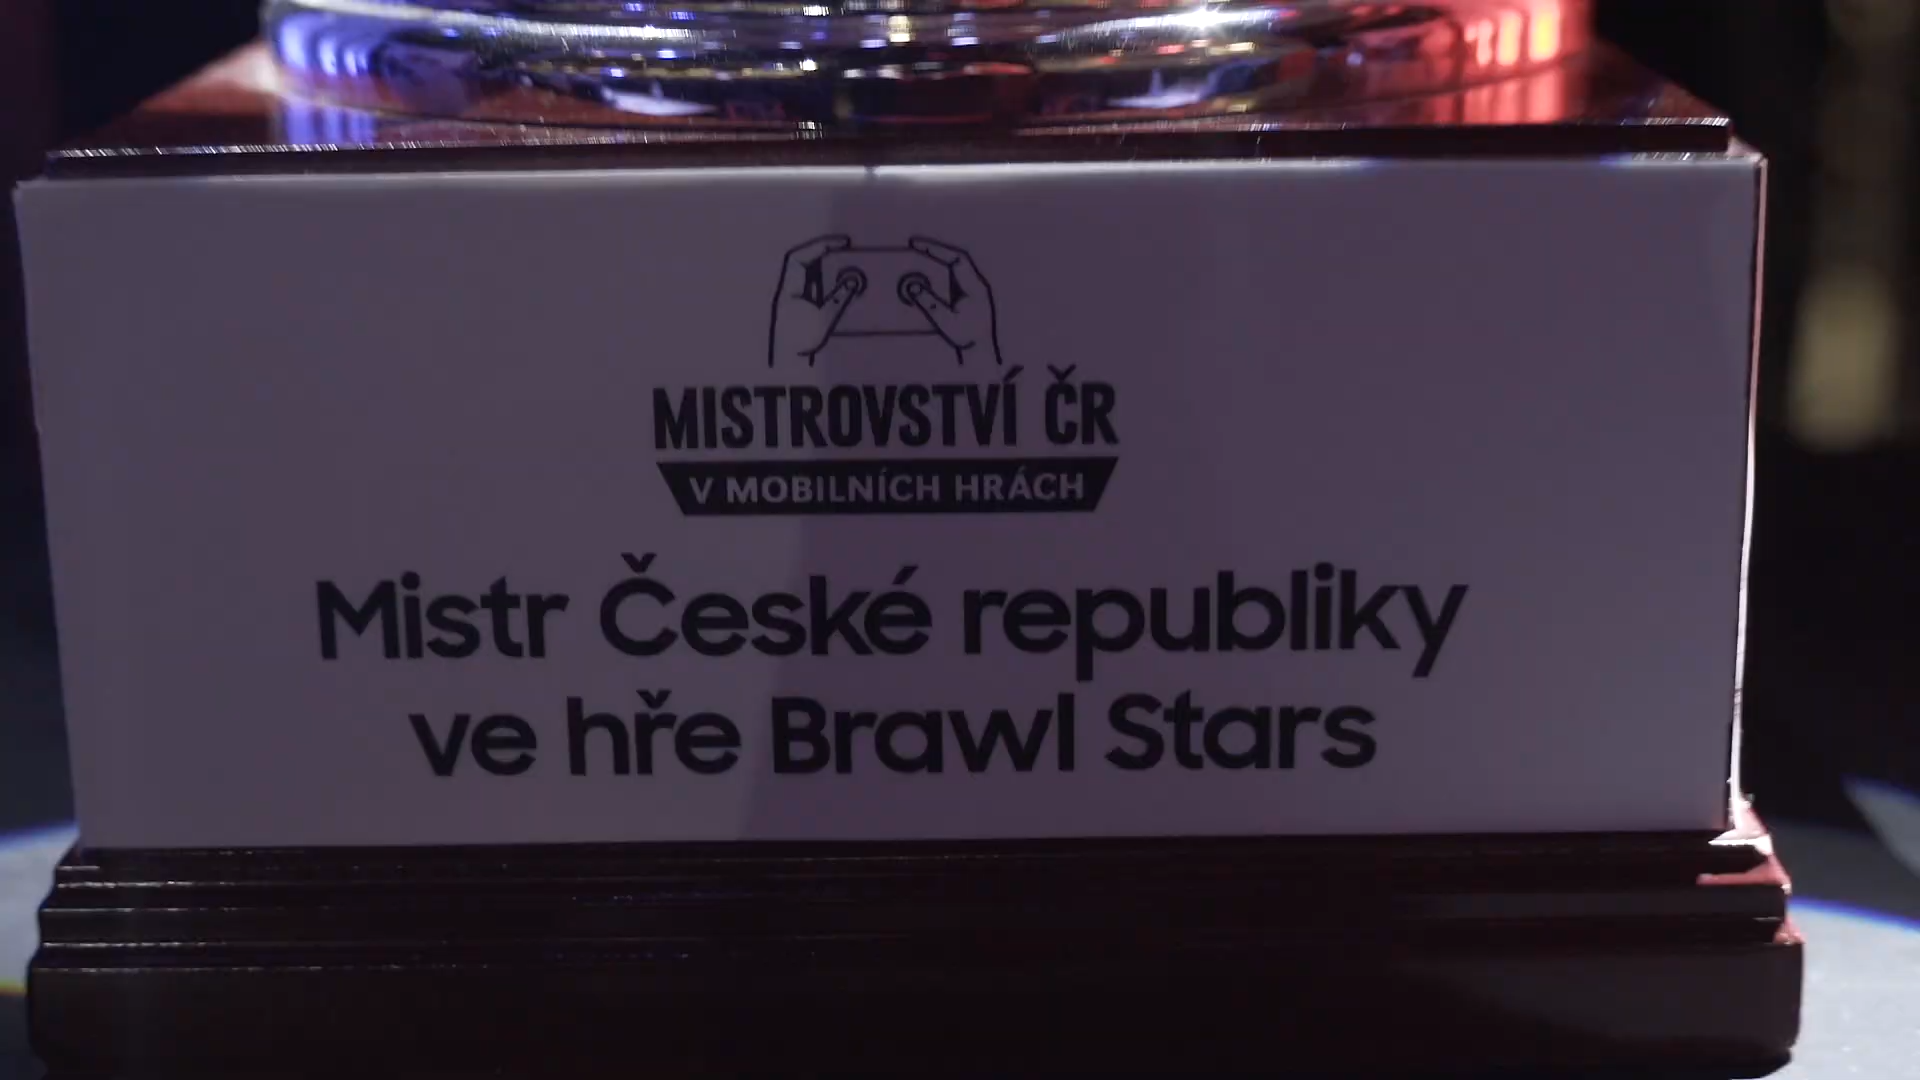 MISTROVSTVÍ ČR
V MOBILNÍCH HRÁCH
Mistr České republiky
ve hře Brawl Stars